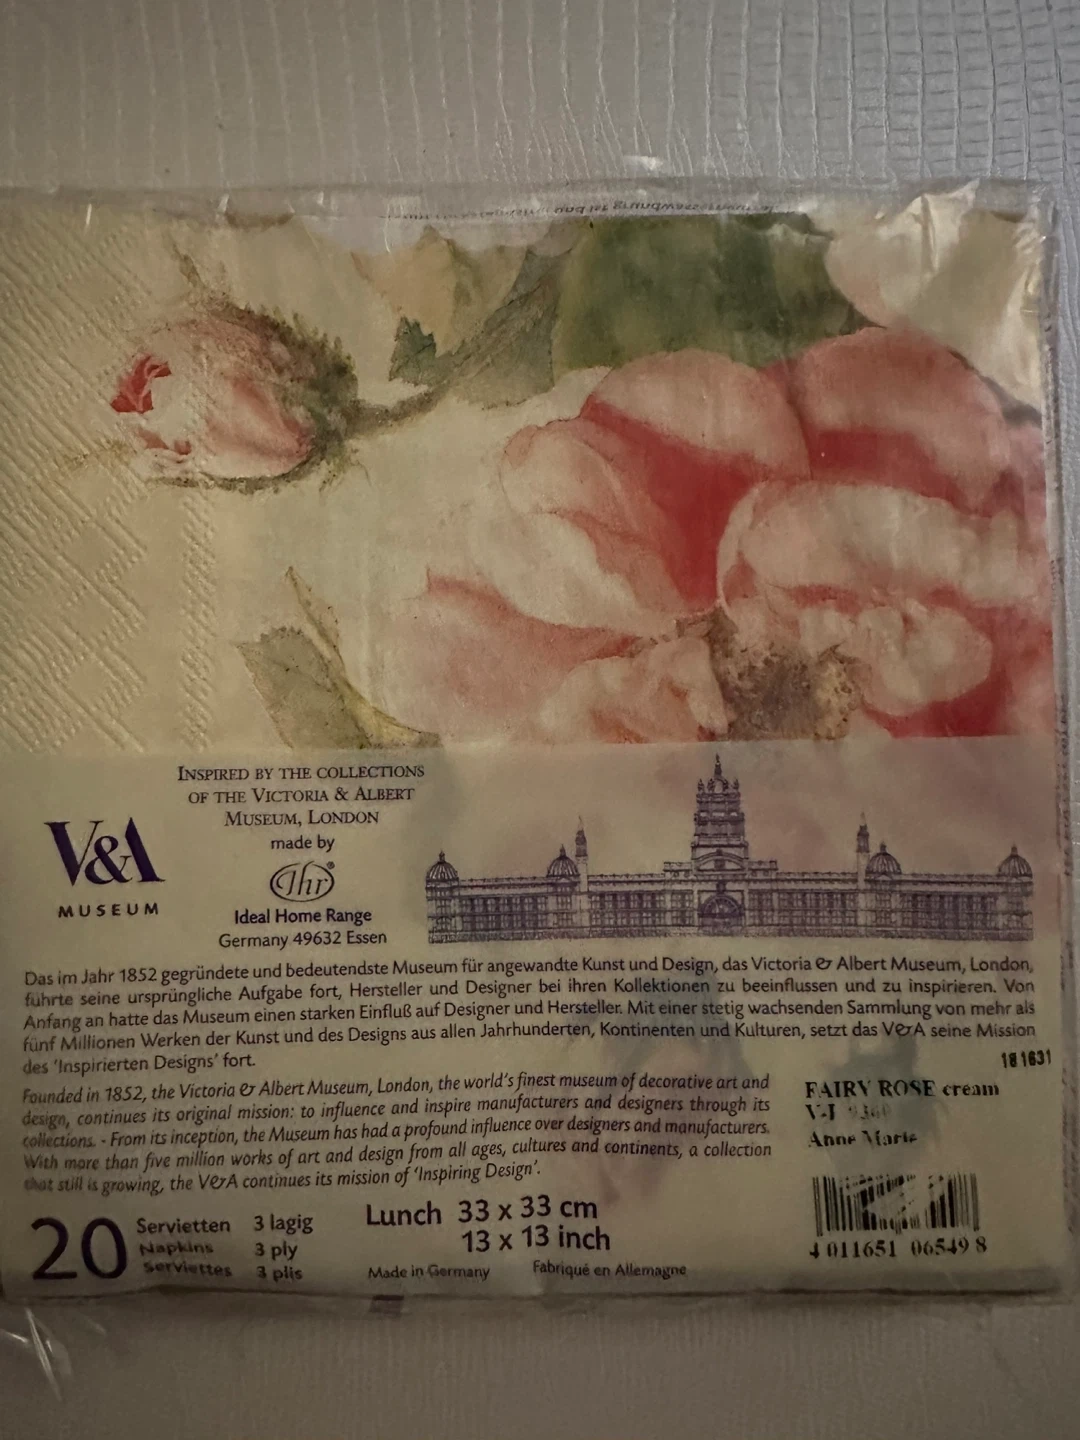 V&A
MUSEUM
INSPIRED BY THE COLLECTIONS
OF THE VICTORIA & ALBERT
MUSEUM, LONDON
made by
Ihr®
Ideal Home Range
Germany 49632 Essen
Das im Jahr 1852 gegründete und bedeutendste Museum für angewandte Kunst und Design, das Victoria & Albert Museum, London,
führte seine ursprüngliche Aufgabe fort, Hersteller und Designer bei ihren Kollektionen zu beeinflussen und zu inspirieren. Von
Anfang an hatte das Museum einen starken Einfluß auf Designer und Hersteller. Mit einer stetig wachsenden Sammlung von mehr als
fünf Millionen Werken der Kunst und des Designs aus allen Jahrhunderten, Kontinenten und Kulturen, setzt das V&A seine Mission
des 'Inspirierten Designs' fort.
181631
Founded in 1852, the Victoria & Albert Museum, London, the world's finest museum of decorative art and
design, continues its original mission: to influence and inspire manufacturers and designers through its
collections. - From its inception, the Museum has had a profound influence over designers and manufacturers.
With more than five million works of art and design from all ages, cultures and continents, a collection
that still is growing, the V&A continues its mission of 'Inspiring Design'.
FAIRY ROSE cream
Anne Marie
20
Servietten 3 lagig
Napkins 3 ply
Serviettes 3 plis
Lunch 33 x 33 cm
13 x 13 inch
Made in Germany Fabriqué en Allemagne
4 011651 065498